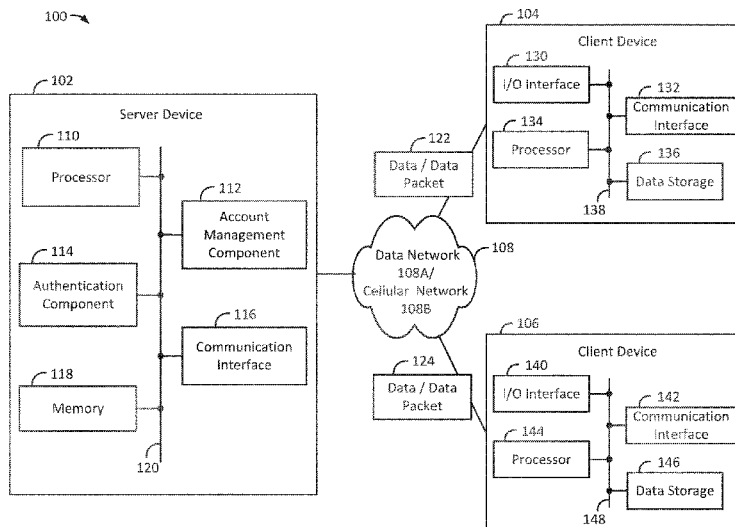 100
102
Server Device
110
Processor
112
Account
Management
Component
114
Authentication
Component
116
Communication
Interface
118
Memory
120
122
Data / Data
Packet
108
Data Network
108A/
Cellular Network
108B
124
Data / Data
Packet
104
Client Device
130
I/O Interface
132
Communication
Interface
134
Processor
136
Data Storage
138
106
Client Device
140
I/O Interface
142
Communication
Interface
144
Processor
146
Data Storage
148